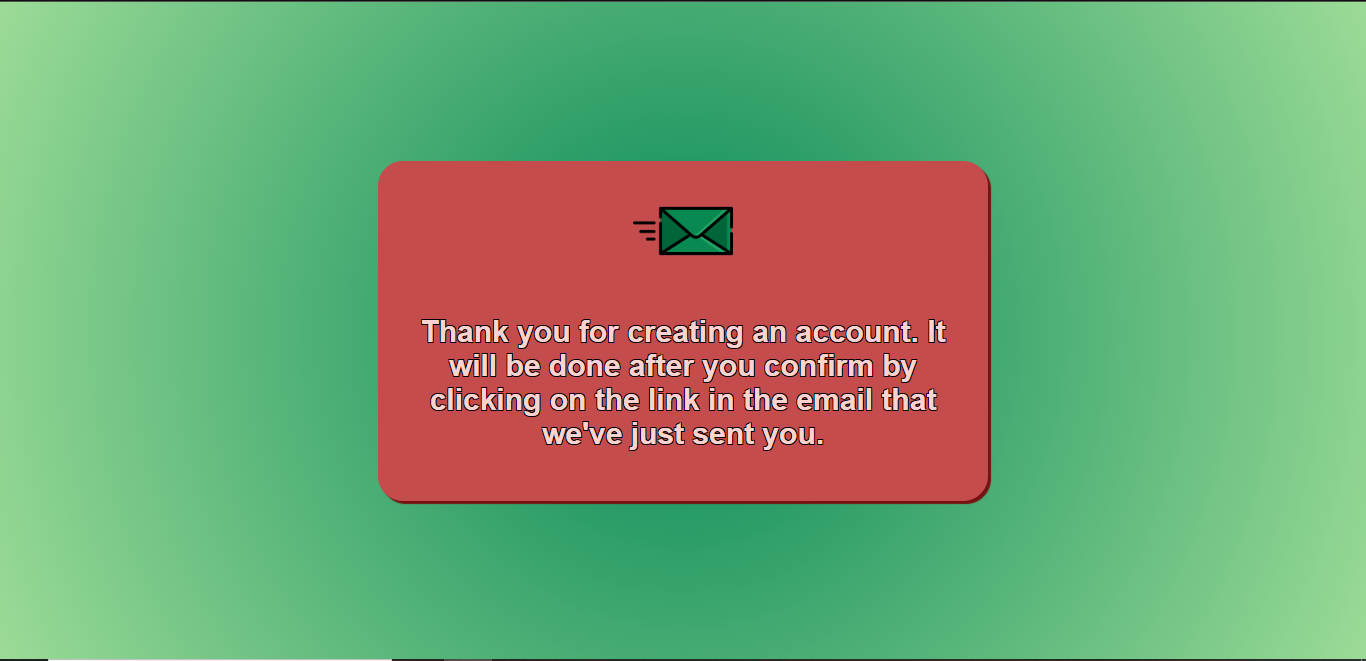 Thank you for creating an account. It
will be done after you confirm by
clicking on the link in the email that
we've just sent you.